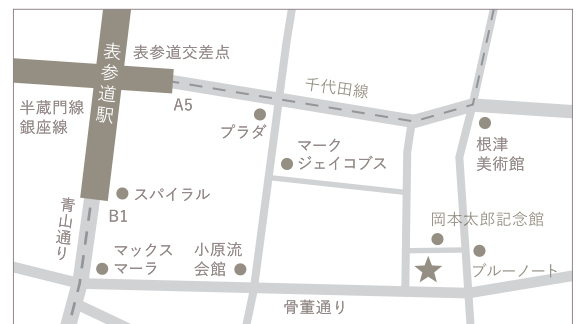 表参道駅
表参道交差点
千代田線
半蔵門線
銀座線
A5
プラダ
マーク
ジェイコブス
根津
美術館
スパイラル
B1
青山通り
岡本太郎記念館
マックス
マーラ
小原流
会館
ブルーノート
骨董通り